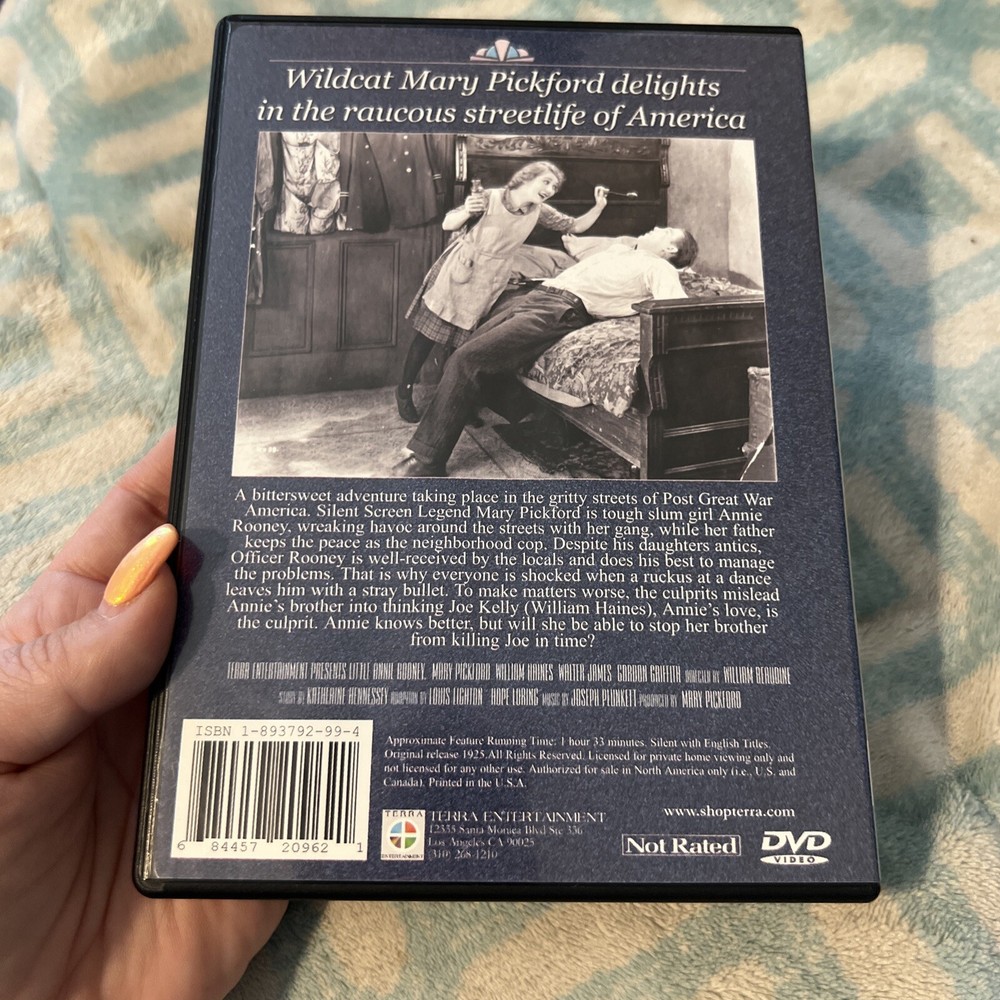 Wildcat Mary Pickford delights
in the raucous streetlife of America
A bittersweet adventure taking place in the gritty streets of Post Great War
America. Silent Screen Legend Mary Pickford is tough slum girl Annie
Rooney, wreaking havoc around the streets with her gang, while her father
keeps the peace as the neighborhood cop. Despite his daughters antics,
Officer Rooney is well-received by the locals and does his best to manage
the problems. That is why everyone is shocked when a ruckus at a dance
leaves him with a stray bullet. To make matters worse, the culprits mislead
Annie's brother into thinking Joe Kelly (William Haines), Annie's love, is
the culprit. Annie knows better, but will she be able to stop her brother
from killing Joe in time?
TERRA ENTERTAINMENT PRESENTS LITTLE ANNIE ROONEY MARY PICKFORD WILLIAM HAINES WALTER JAMES GORDON GRIFFITH DIRECTED BY WILLIAM BEAUDINE
STORY BY KATHERINE HENNESSEY ADAPTATION BY LOUIS LIGHTON HOPE LORING MUSIC BY JOSEPH PLUNKETT PRODUCED BY MARY PICKFORD
ISBN 1-893792-99-4
6 84457 20962 1
Approximate Feature Running Time: 1 hour 33 minutes. Silent with English Titles.
Original release 1925.All Rights Reserved. Licensed for private home viewing only and
not licensed for any other use. Authorized for sale in North America only (i.e., U.S. and
Canada). Printed in the U.S.A.
TERRA
ENTERTAINMENT
TERRA ENTERTAINMENT
12335 Santa Monica Blvd Ste 336
Los Angeles CA 90025
(310) 268-1210
www.shopterra.com
Not Rated
DVD
VIDEO